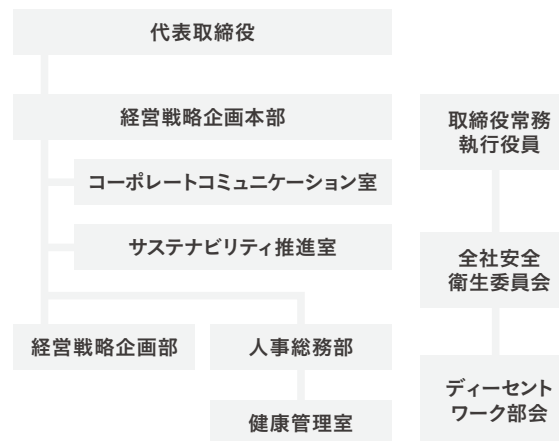 代表取締役
経営戦略企画本部
コーポレートコミュニケーション室
サステナビリティ推進室
経営戦略企画部
人事総務部
健康管理室
取締役常務
執行役員
全社安全
衛生委員会
ディーセント
ワーク部会